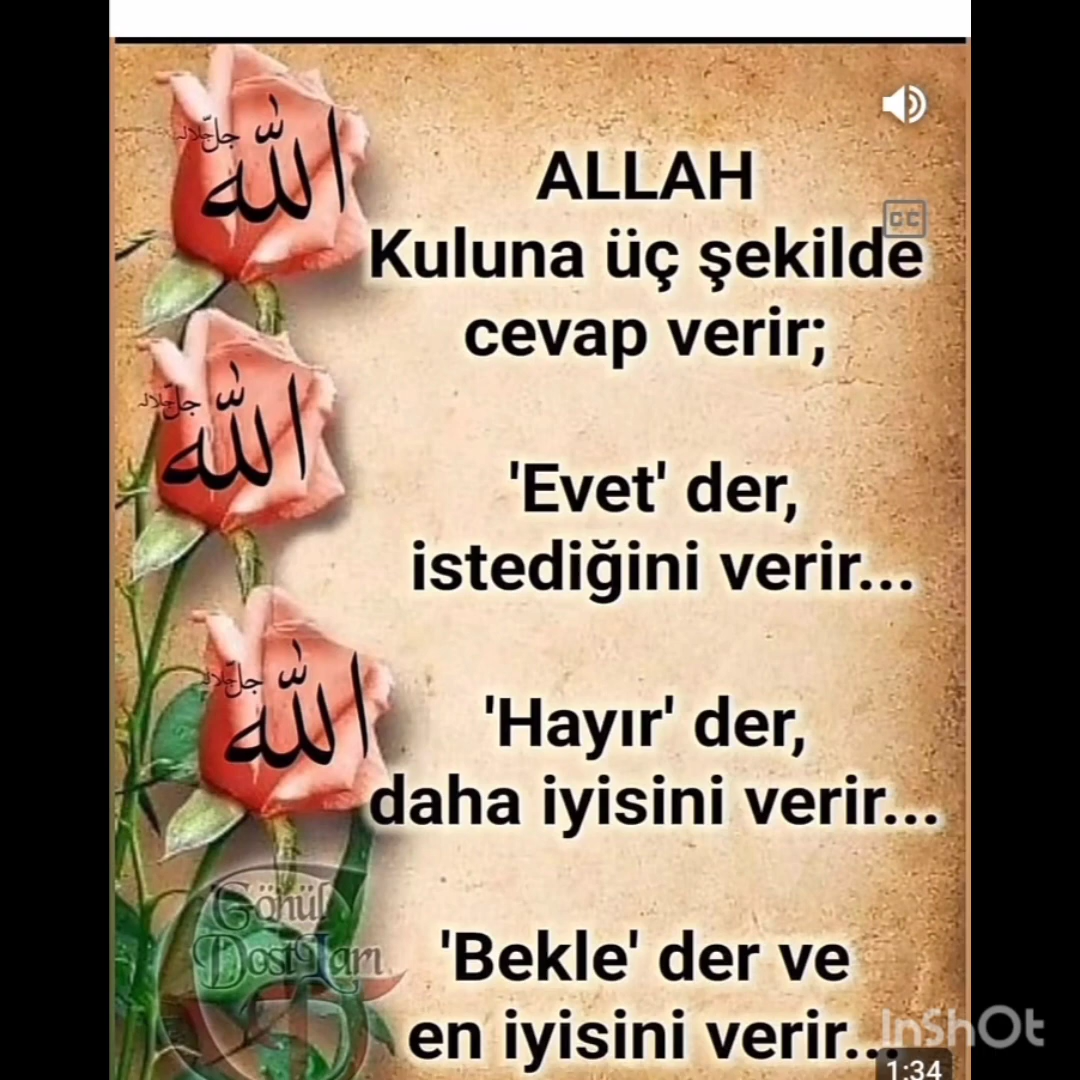 الله جل جلاله
ALLAH
CC
Kuluna üç şekilde
cevap verir;
الله جل جلاله
'Evet' der,
istediğini verir...
الله جل جلاله
'Hayır' der,
daha iyisini verir...
Gönül
Dostları
'Bekle' der ve
en iyisini verir...
InShOt
1:34